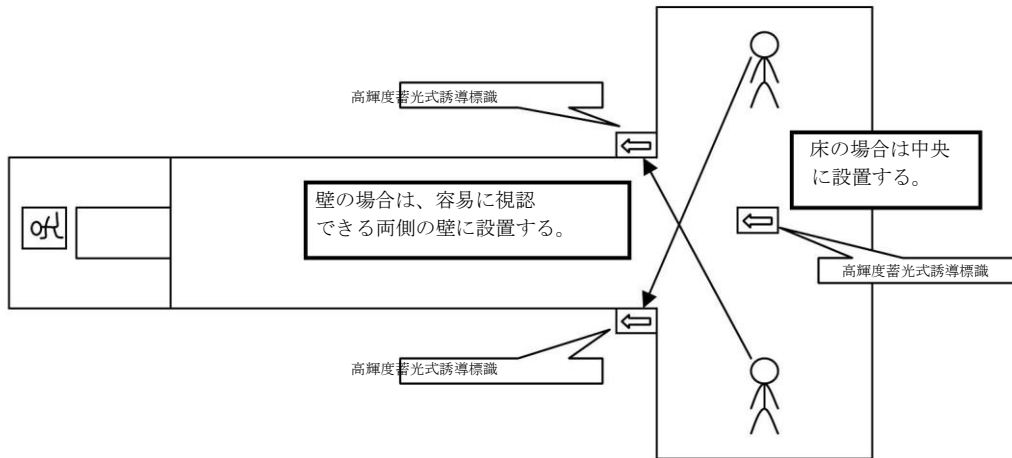 高輝度蓄光式誘導標識
床の場合は中央
に設置する。
壁の場合は、容易に視認
できる両側の壁に設置する。
高輝度蓄光式誘導標識
高輝度蓄光式誘導標識